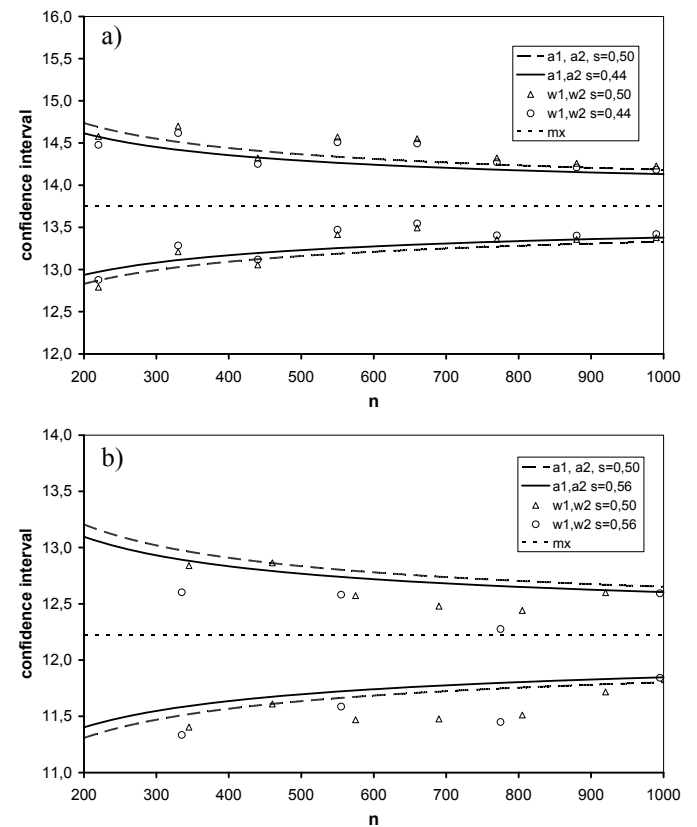 a)
16,0
15,5
15,0
14,5
14,0
13,5
13,0
12,5
12,0
confidence interval
200 300 400 500 600 700 800 900 1000
n
a1, a2, s=0,50
a1,a2 s=0,44
w1,w2 s=0,50
w1,w2 s=0,44
mx
b)
14,0
13,5
13,0
12,5
12,0
11,5
11,0
confidence interval
200 300 400 500 600 700 800 900 1000
n
a1, a2, s=0,50
a1,a2 s=0,56
w1,w2 s=0,50
w1,w2 s=0,56
mx